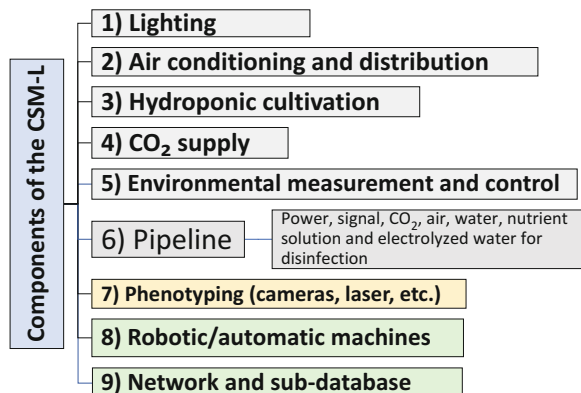 Components of the CSM-L
1) Lighting
2) Air conditioning and distribution
3) Hydroponic cultivation
4) CO₂ supply
5) Environmental measurement and control
6) Pipeline
Power, signal, CO₂, air, water, nutrient
solution and electrolyzed water for
disinfection
7) Phenotyping (cameras, laser, etc.)
8) Robotic/automatic machines
9) Network and sub-database